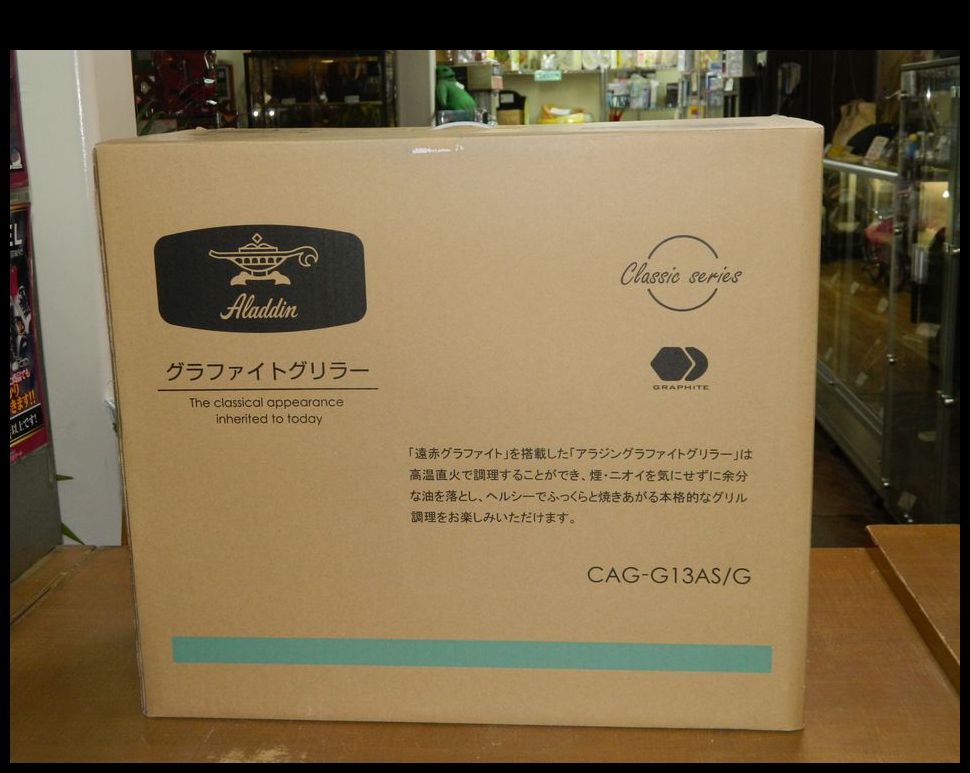 Aladdin
グラファイトグリラー
The classical appearance
inherited to today
Classic series
GRAPHITE
「遠赤グラファイト」を搭載した「アラジングラファイトグリラー」は
高温直火で調理することができ、煙・ニオイを気にせずに余分
な油を落とし、ヘルシーでふっくらと焼きあがる本格的なグリル
調理をお楽しみいただけます。
CAG-G13AS/G